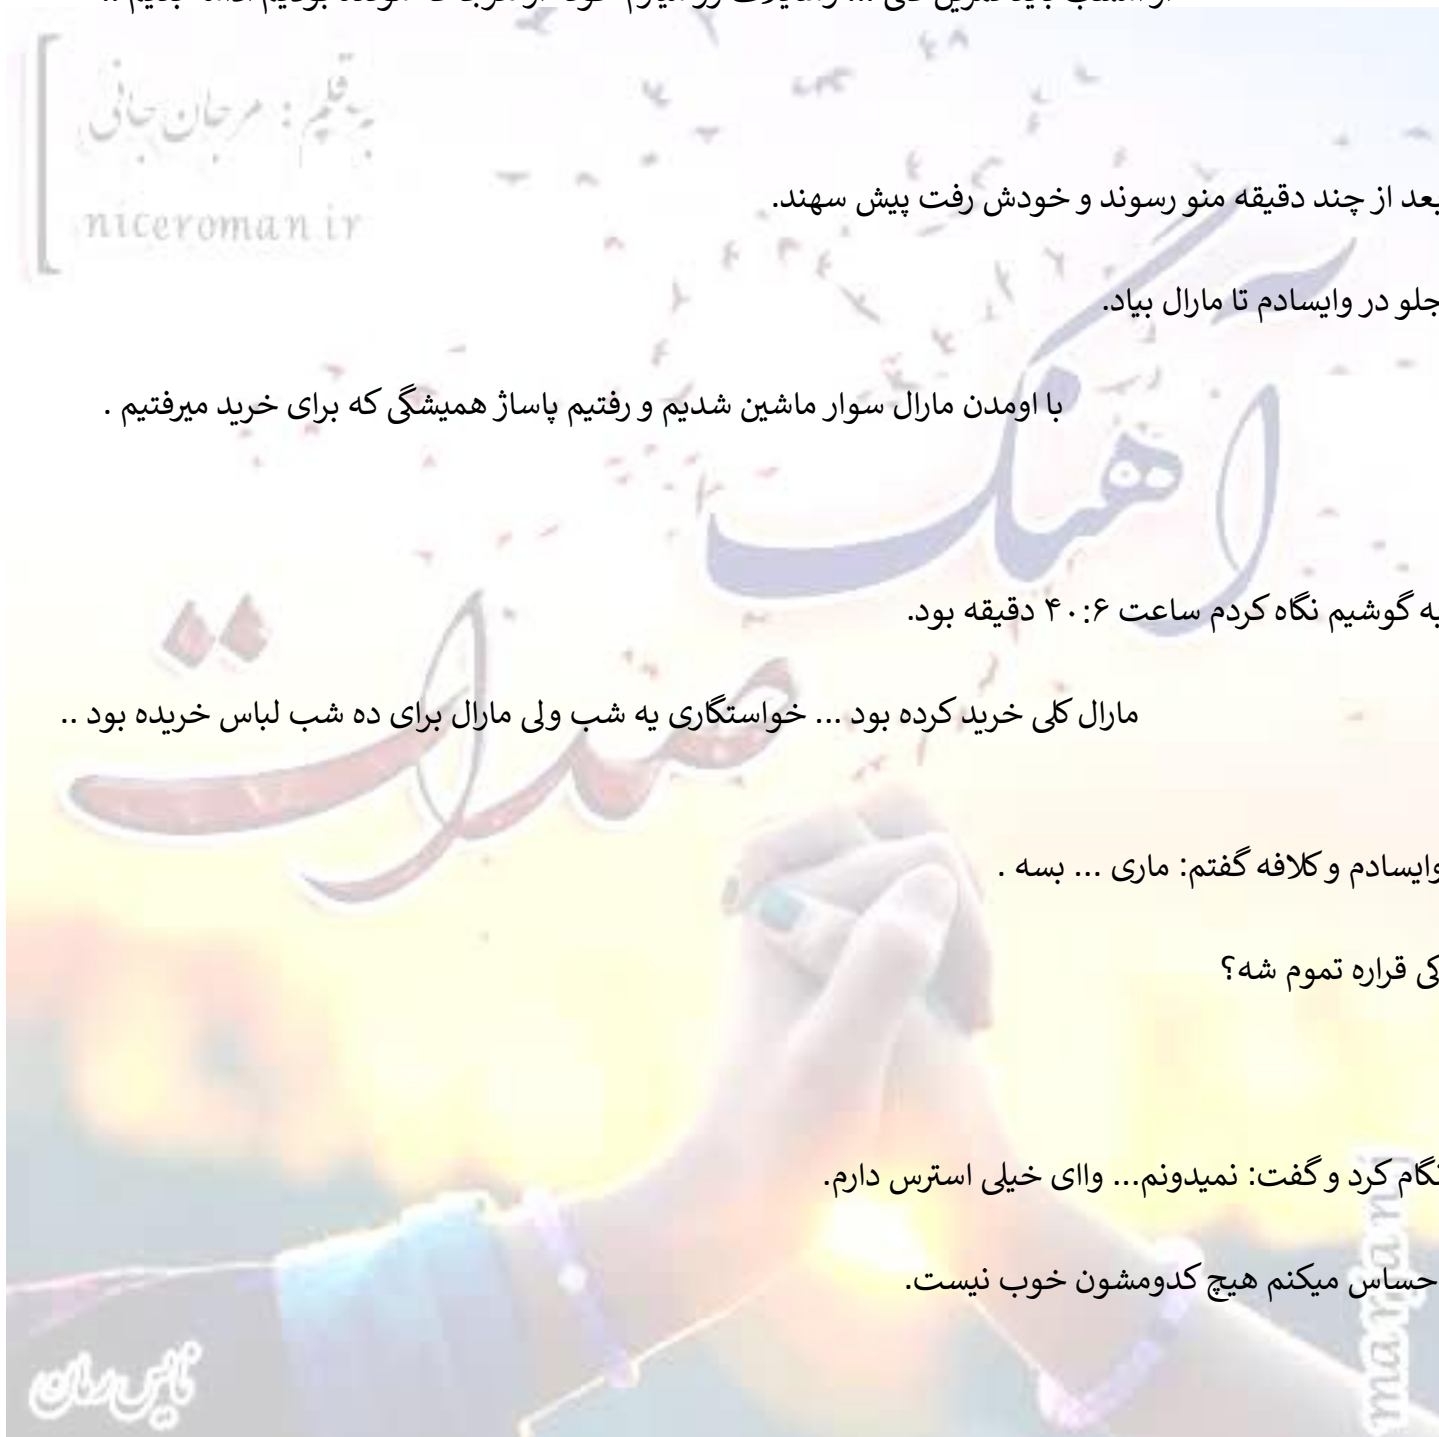 به قلم : مرجان جانی
niceroman.ir
بعد از چند دقیقه منو رسوند و خودش رفت پیش سهند.
جلو در وایسادم تا مارال بیاد.
با اومدن مارال سوار ماشین شدیم و رفتیم پاساژ همیشگی که برای خرید میرفتیم .
آهنگ
به گوشیم نگاه کردم ساعت ۴۰:۶ دقیقه بود.
صدات
مارال کلی خرید کرده بود ... خواستگاری یه شب ولی مارال برای ده شب لباس خریده بود ..
وایسادم و کلافه گفتم: ماری ... بسه .
کی قراره تموم شه؟
نگام کرد و گفت: نمیدونم... واای خیلی استرس دارم.
احساس میکنم هیچ کدومشون خوب نیست.
نایس رمان
marjan j